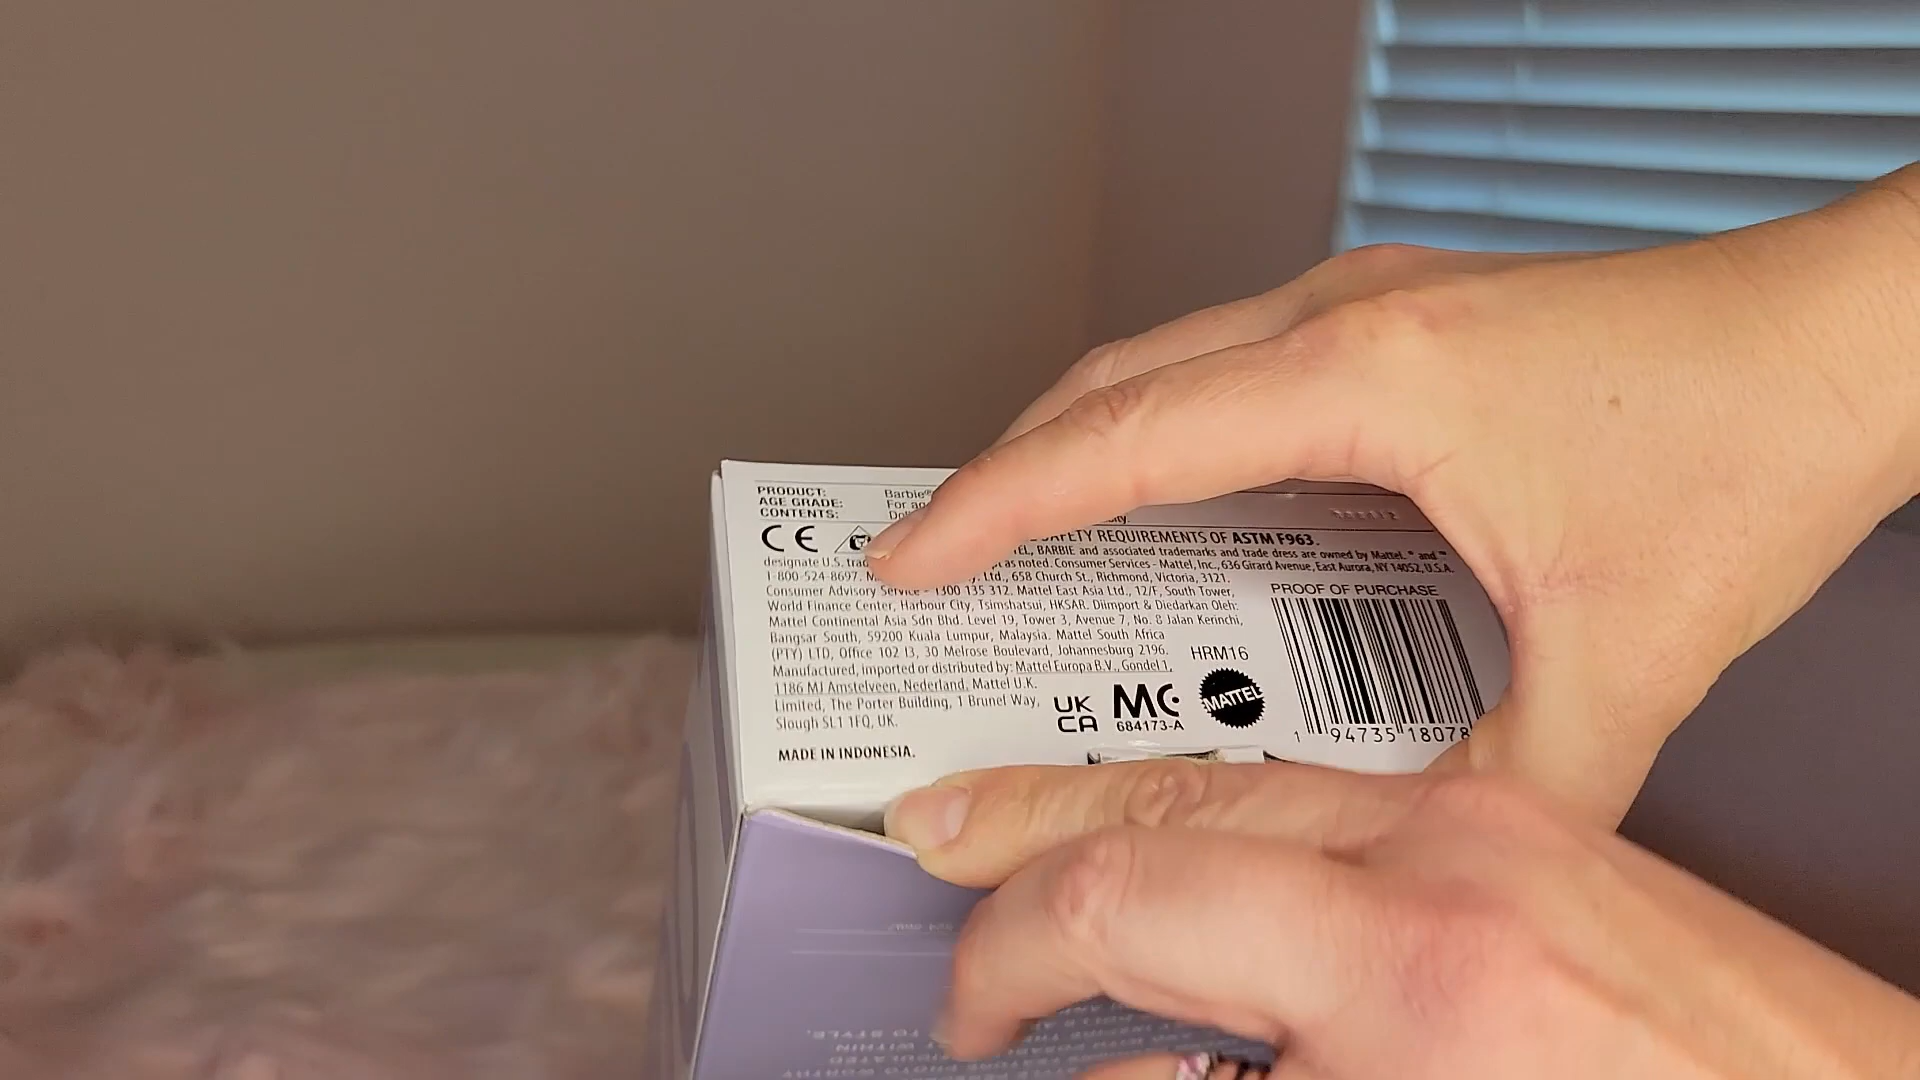 PRODUCT: Barbie®
AGE GRADE: For
CONTENTS:
CE
SAFETY REQUIREMENTS OF ASTM F963.
BARBIE and associated trademarks and trade dress are owned by Mattel. ® and ™
designate U.S. as noted. Consumer Services - Mattel, Inc., 636 Girard Avenue, East Aurora, NY 14052, U.S.A.
1-800-524-8697. Ltd., 658 Church St., Richmond, Victoria, 3121.
Consumer Advisory Service - 1300 135 312. Mattel East Asia Ltd., 12/F, South Tower,
World Finance Center, Harbour City, Tsimshatsui, HKSAR. Diimport & Diedarkan Oleh:
Mattel Continental Asia Sdn Bhd. Level 19, Tower 3, Avenue 7, No. 8 Jalan Kerinchi,
Bangsar South, 59200 Kuala Lumpur, Malaysia. Mattel South Africa
(PTY) LTD, Office 102 I3, 30 Melrose Boulevard, Johannesburg 2196.
Manufactured, imported or distributed by: Mattel Europa B.V., Gondel 1,
1186 MJ Amstelveen, Nederland, Mattel U.K.
Limited, The Porter Building, 1 Brunel Way,
Slough SL1 1FQ, UK.
MADE IN INDONESIA.
UK
CA
MC
684173-A
HRM16
MATTEL
PROOF OF PURCHASE
1 94735 18078
TO STYLE.
WITHIN